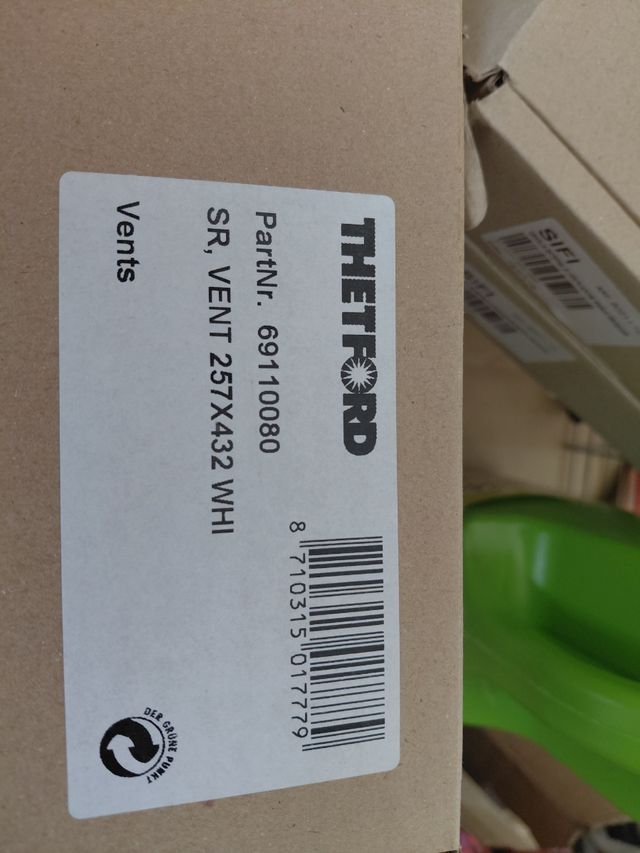 THETFORD
PartNr. 69110080
SR, VENT 257X432 WHI
Vents
8 710315 017779
DER GRÜNE PUNKT
SIFI